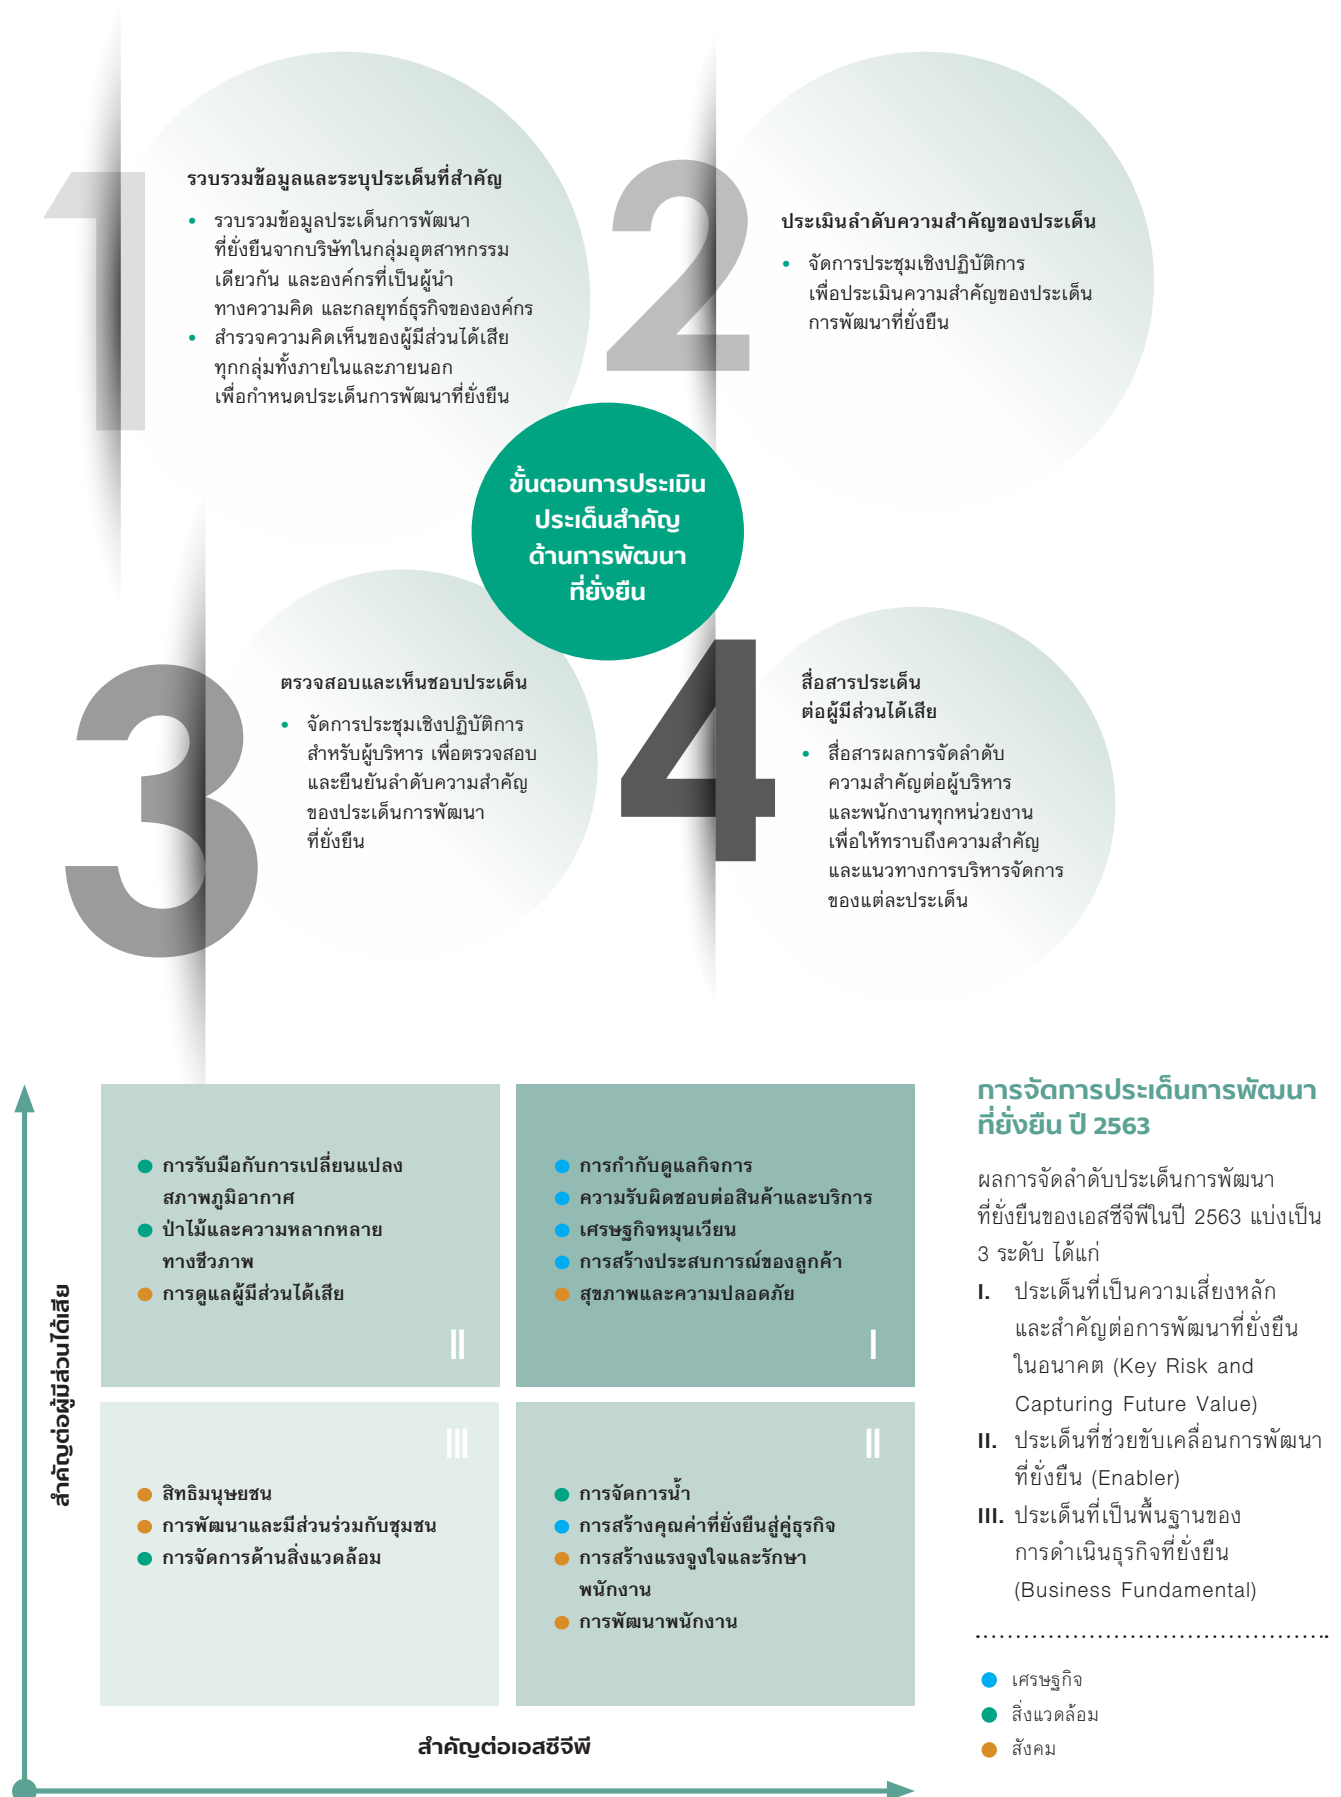 1
รวบรวมข้อมูลและระบุประเด็นที่สำคัญ
• รวบรวมข้อมูลประเด็นการพัฒนา
ที่ยั่งยืนจากบริษัทในกลุ่มอุตสาหกรรม
เดียวกัน และองค์กรที่เป็นผู้นำ
ทางความคิด และกลยุทธ์ธุรกิจขององค์กร
• สำรวจความคิดเห็นของผู้มีส่วนได้เสีย
ทุกกลุ่มทั้งภายในและภายนอก
เพื่อกำหนดประเด็นการพัฒนาที่ยั่งยืน
2
ประเมินลำดับความสำคัญของประเด็น
• จัดการประชุมเชิงปฏิบัติการ
เพื่อประเมินความสำคัญของประเด็น
การพัฒนาที่ยั่งยืน
ขั้นตอนการประเมิน
ประเด็นสำคัญ
ด้านการพัฒนา
ที่ยั่งยืน
3
ตรวจสอบและเห็นชอบประเด็น
• จัดการประชุมเชิงปฏิบัติการ
สำหรับผู้บริหาร เพื่อตรวจสอบ
และยืนยันลำดับความสำคัญ
ของประเด็นการพัฒนา
ที่ยั่งยืน
4
สื่อสารประเด็น
ต่อผู้มีส่วนได้เสีย
• สื่อสารผลการจัดลำดับ
ความสำคัญต่อผู้บริหาร
และพนักงานทุกหน่วยงาน
เพื่อให้ทราบถึงความสำคัญ
และแนวทางการบริหารจัดการ
ของแต่ละประเด็น
สำคัญต่อผู้มีส่วนได้เสีย
การรับมือกับการเปลี่ยนแปลง
สภาพภูมิอากาศ
ป่าไม้และความหลากหลาย
ทางชีวภาพ
การดูแลผู้มีส่วนได้เสีย
II
การกำกับดูแลกิจการ
ความรับผิดชอบต่อสินค้าและบริการ
เศรษฐกิจหมุนเวียน
การสร้างประสบการณ์ของลูกค้า
สุขภาพและความปลอดภัย
I
III
สิทธิมนุษยชน
การพัฒนาและมีส่วนร่วมกับชุมชน
การจัดการด้านสิ่งแวดล้อม
II
การจัดการน้ำ
การสร้างคุณค่าที่ยั่งยืนสู่คู่ธุรกิจ
การสร้างแรงจูงใจและรักษา
พนักงาน
การพัฒนาพนักงาน
สำคัญต่อเอสซีจีพี
การจัดการประเด็นการพัฒนา
ที่ยั่งยืน ปี 2563
ผลการจัดลำดับประเด็นการพัฒนา
ที่ยั่งยืนของเอสซีจีพีในปี 2563 แบ่งเป็น
3 ระดับ ได้แก่
I. ประเด็นที่เป็นความเสี่ยงหลัก
และสำคัญต่อการพัฒนาที่ยั่งยืน
ในอนาคต (Key Risk and
Capturing Future Value)
II. ประเด็นที่ช่วยขับเคลื่อนการพัฒนา
ที่ยั่งยืน (Enabler)
III. ประเด็นที่เป็นพื้นฐานของ
การดำเนินธุรกิจที่ยั่งยืน
(Business Fundamental)
เศรษฐกิจ
สิ่งแวดล้อม
สังคม